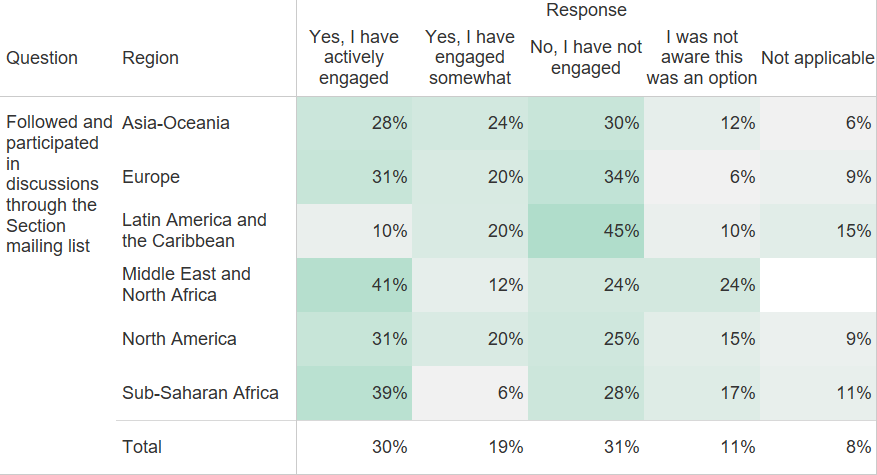 Response
Question Region Yes, I have actively engaged Yes, I have engaged somewhat No, I have not engaged I was not aware this was an option Not applicable
Followed and participated in discussions through the Section mailing list
Asia-Oceania 28% 24% 30% 12% 6%
Europe 31% 20% 34% 6% 9%
Latin America and the Caribbean 10% 20% 45% 10% 15%
Middle East and North Africa 41% 12% 24% 24%
North America 31% 20% 25% 15% 9%
Sub-Saharan Africa 39% 6% 28% 17% 11%
Total 30% 19% 31% 11% 8%